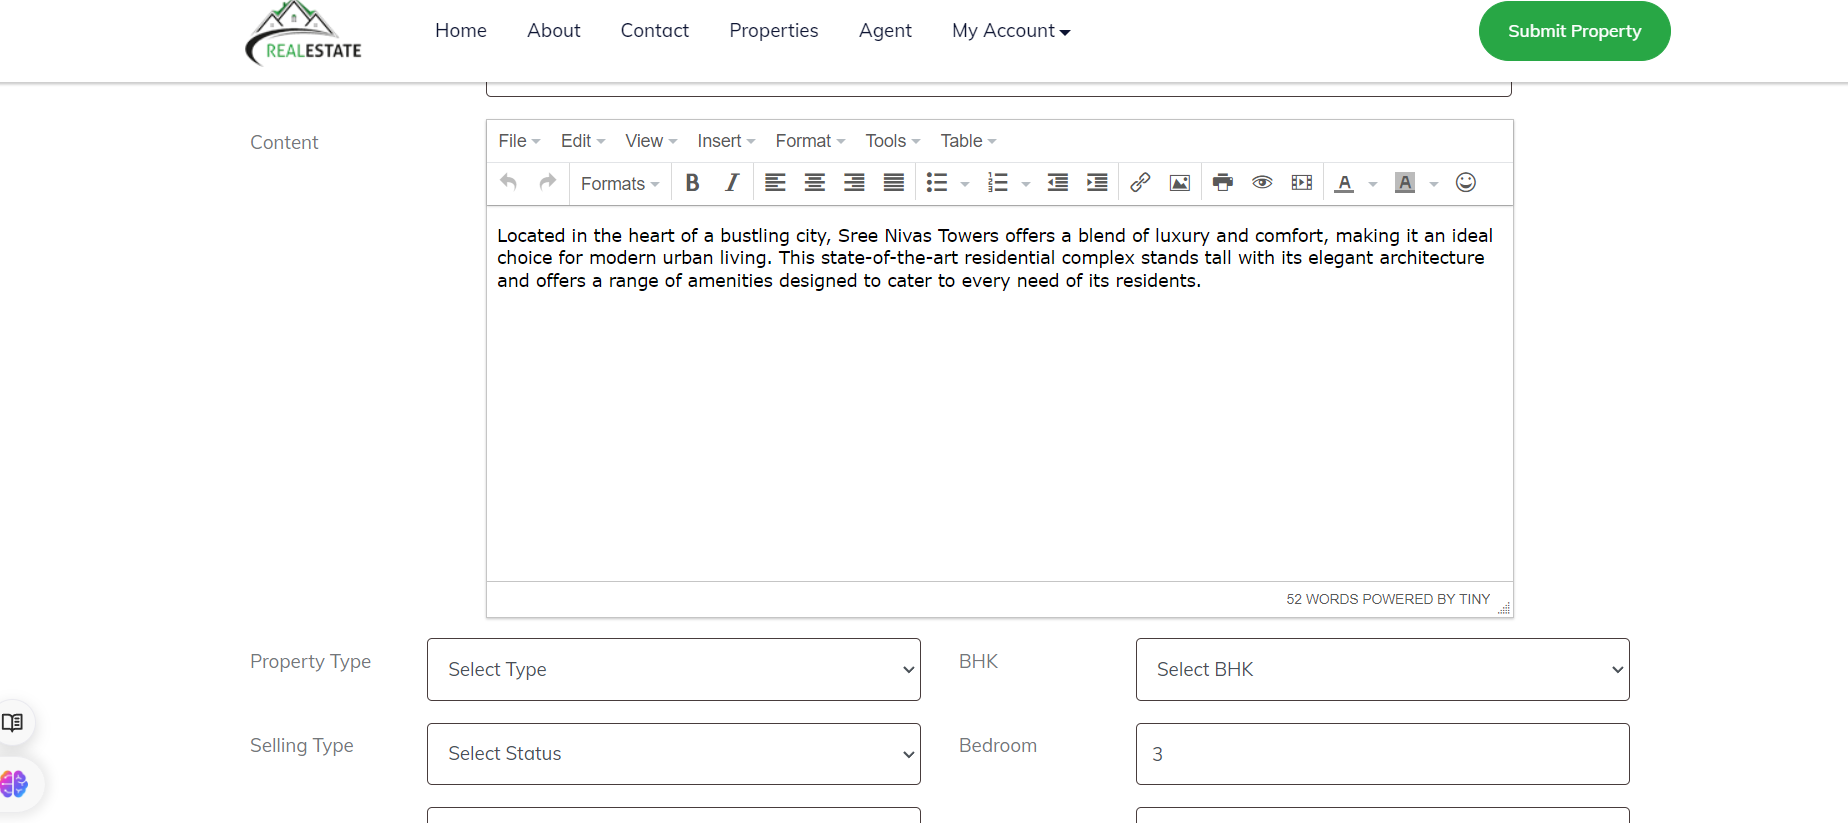 REALESTATE
Home About Contact Properties Agent My Account
Submit Property
Content
File Edit View Insert Format Tools Table
Formats B I A A
Located in the heart of a bustling city, Sree Nivas Towers offers a blend of luxury and comfort, making it an ideal
choice for modern urban living. This state-of-the-art residential complex stands tall with its elegant architecture
and offers a range of amenities designed to cater to every need of its residents.
52 WORDS POWERED BY TINY
Property Type Select Type BHK Select BHK
Selling Type Select Status Bedroom 3